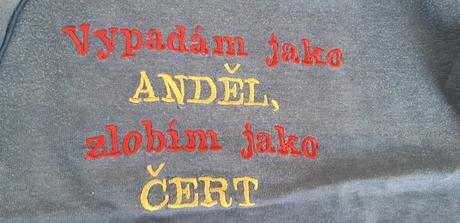 Vypadám jako
ANDĚL,
zlobím jako
ČERT